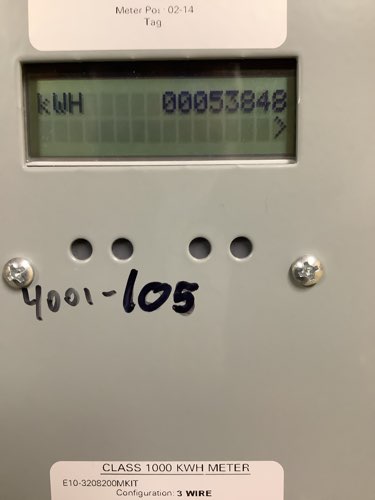 Meter Por 02-14
Tag
kWH 00053848
>
4001-105
CLASS 1000 KWH METER
E10-3208200MKIT
Configuration: 3 WIRE